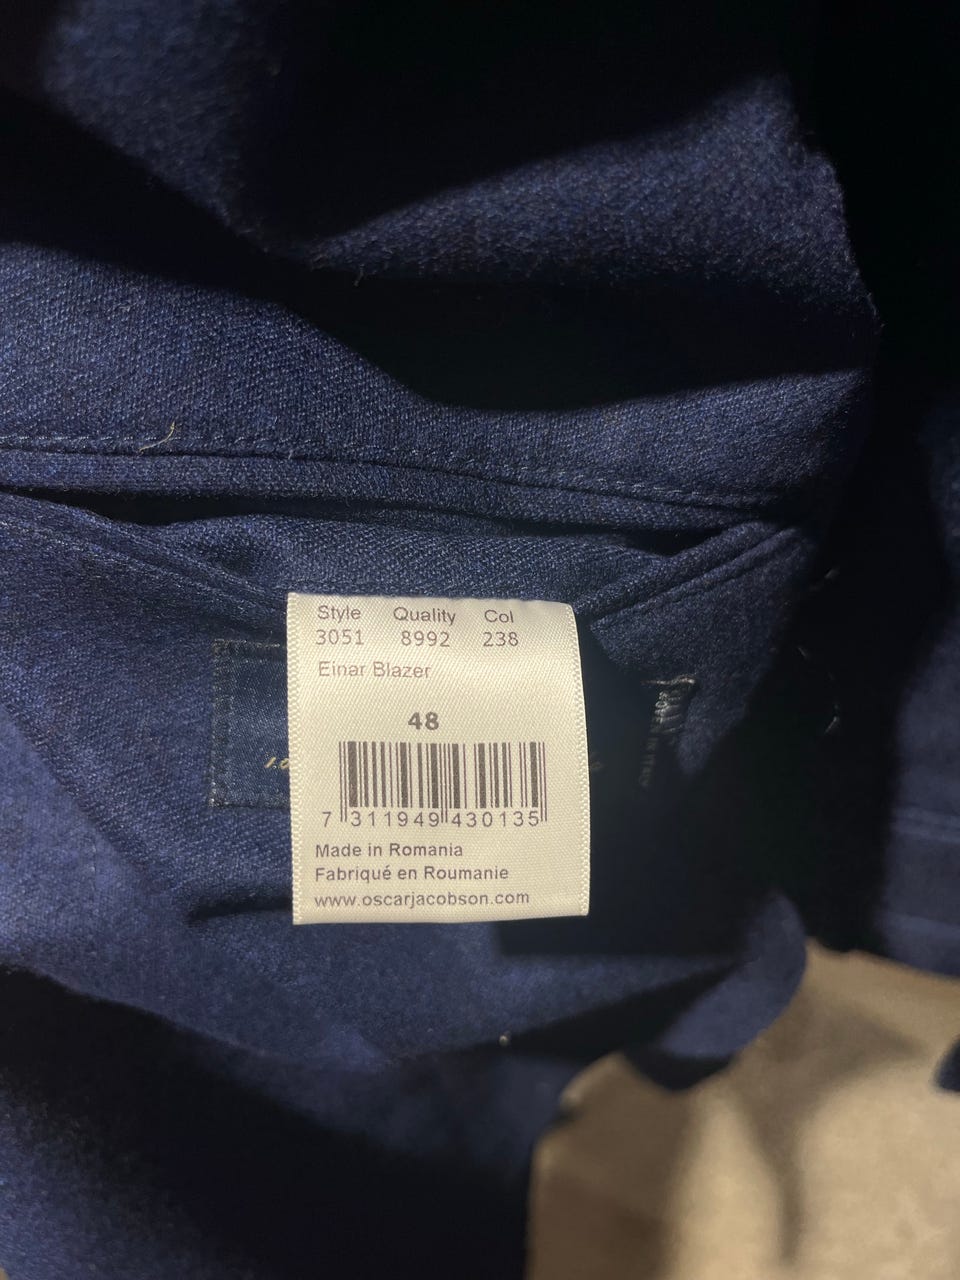 Style Quality Col
3051 8992 238
Einar Blazer
48
7 311949 430135
Made in Romania
Fabriqué en Roumanie
www.oscarjacobson.com